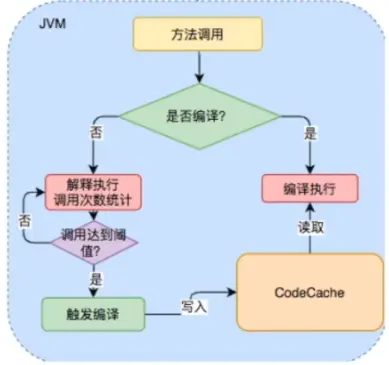 JVM
方法调用
是否编译?
否
是
解释执行
调用次数统计
编译执行
否
读取
调用达到阈
值?
是
CodeCache
触发编译
写入